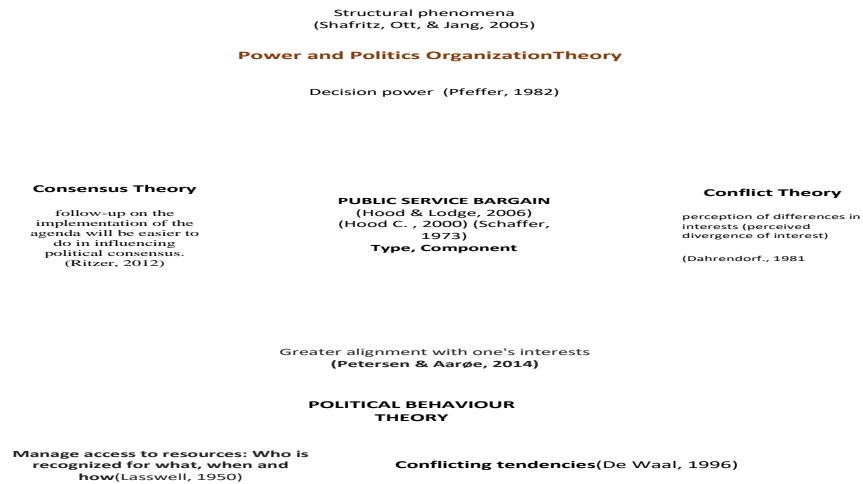 Structural phenomena
(Shafritz, Ott, & Jang, 2005)
Power and Politics OrganizationTheory
Decision power (Pfeffer, 1982)
Consensus Theory
follow-up on the
implementation of the
agenda will be easier to
do in influencing
political consensus.
(Ritzer, 2012)
PUBLIC SERVICE BARGAIN
(Hood & Lodge, 2006)
(Hood C. , 2000) (Schaffer,
1973)
Type, Component
Conflict Theory
perception of differences in
interests (perceived
divergence of interest)
(Dahrendorf., 1981
Greater alignment with one's interests
(Petersen & Aarøe, 2014)
POLITICAL BEHAVIOUR
THEORY
Manage access to resources: Who is
recognized for what, when and
how(Lasswell, 1950)
Conflicting tendencies(De Waal, 1996)